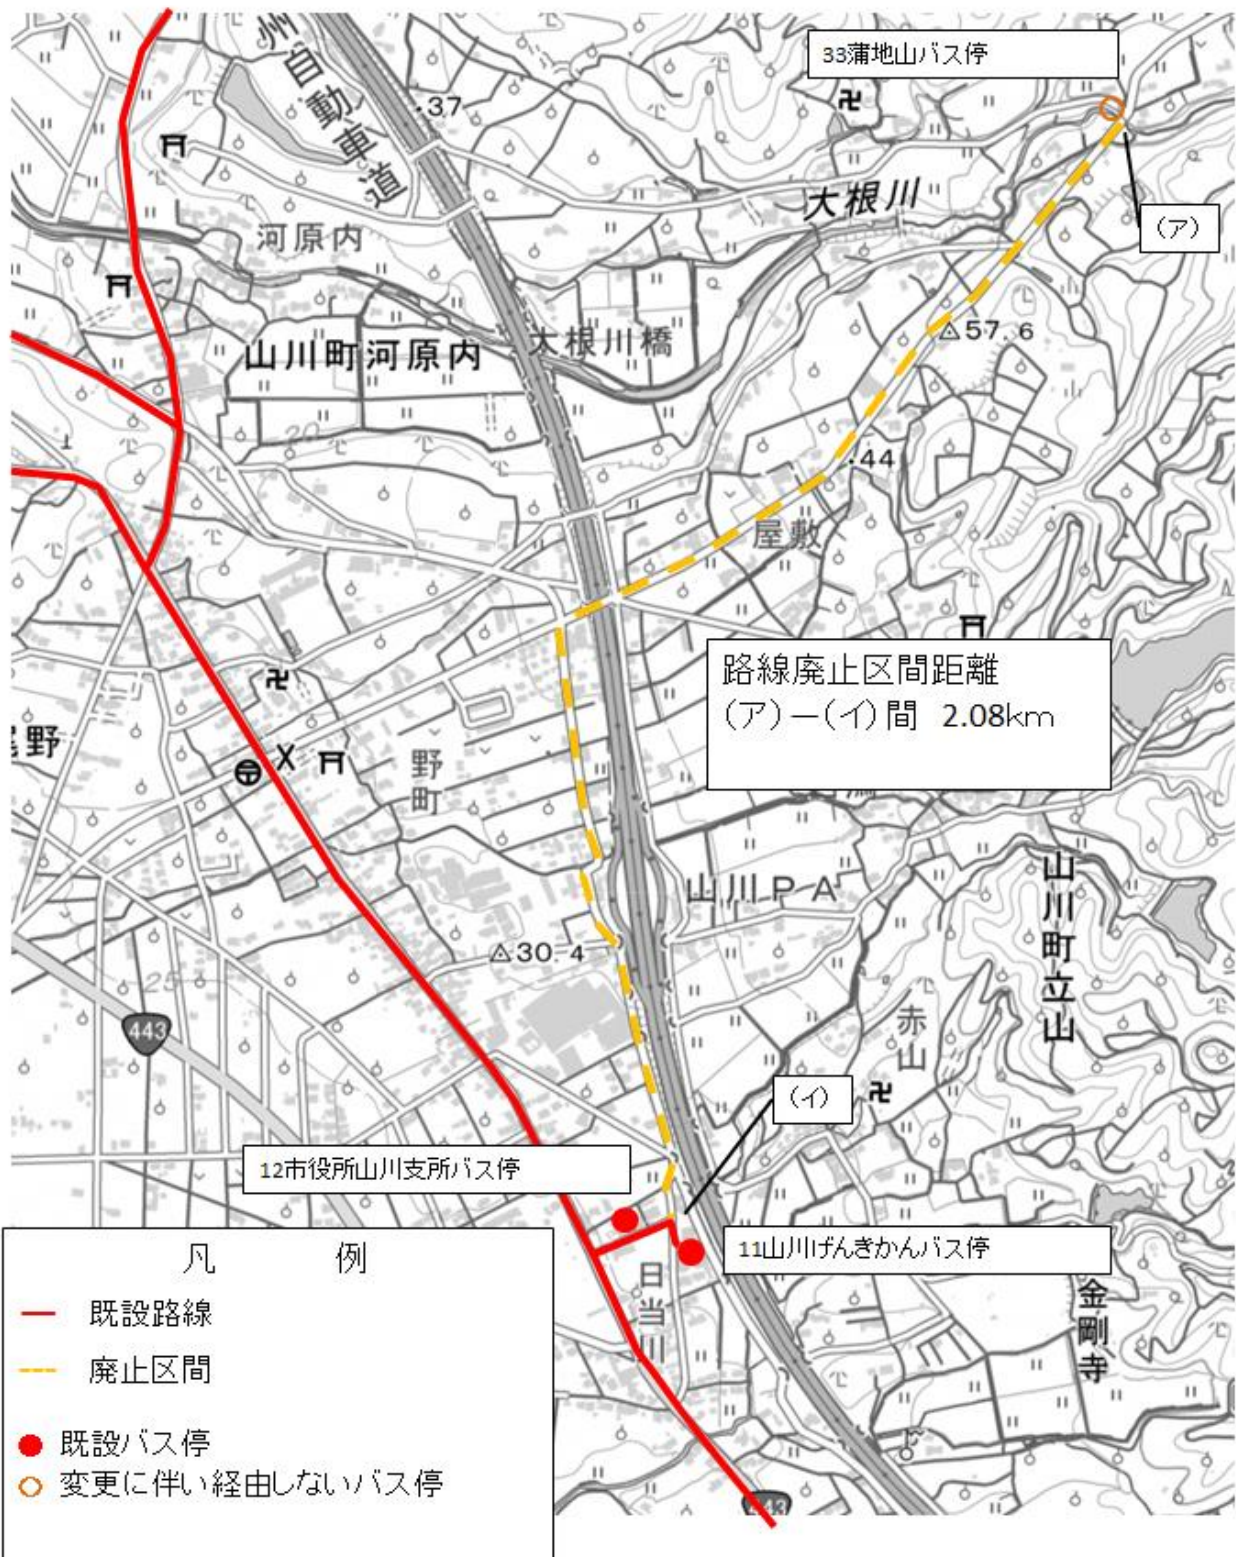 州自動車道
33蒲地山バス停
・37
大根川
(ア)
河原内
大根川橋
△57.6
山川町河原内
20
・44
屋敷
路線廃止区間距離
(ア)―(イ)間 2.08km
野
野町
山川PA
山川町立山
△30.4
25
443
赤山
(イ)
12市役所山川支所バス停
11山川げんきかんバス停
日当川
金剛寺
凡 例
既設路線
廃止区間
既設バス停
変更に伴い経由しないバス停
443